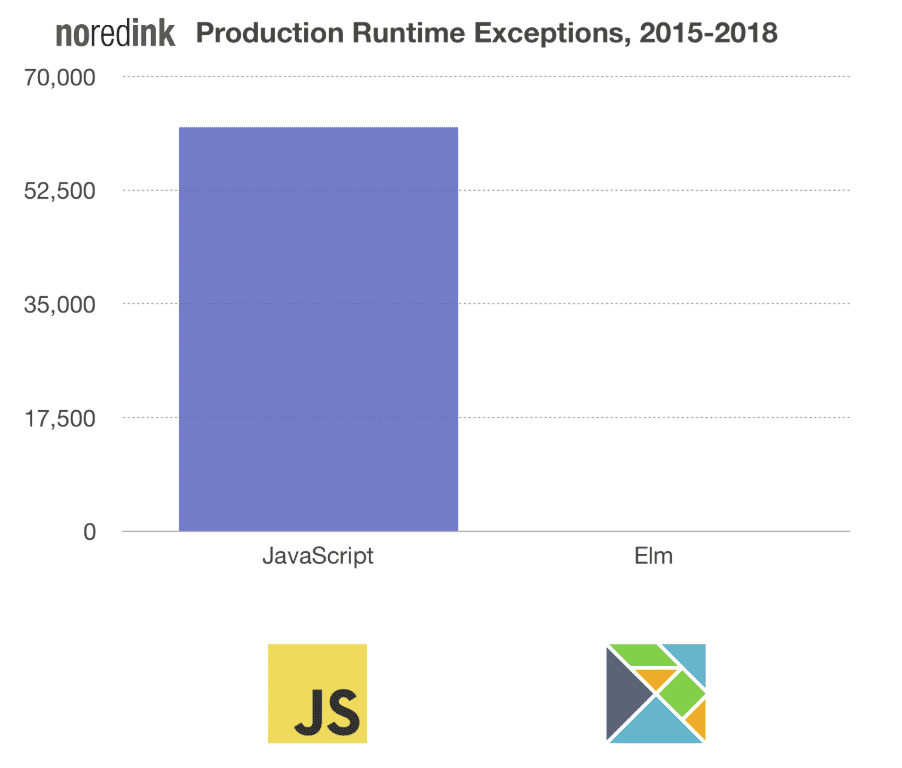 noredink Production Runtime Exceptions, 2015-2018
70,000
52,500
35,000
17,500
0
JavaScript Elm
JS